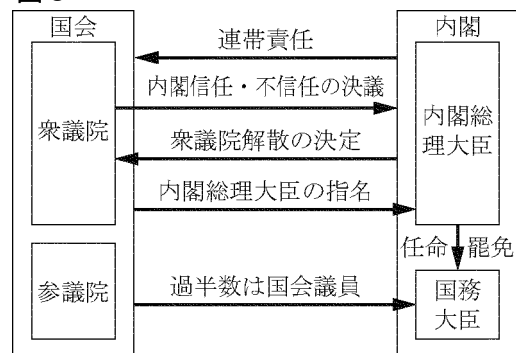 国会
内閣
連帯責任
内閣信任・不信任の決議
衆議院
内閣総
理大臣
衆議院解散の決定
内閣総理大臣の指名
任命
罷免
参議院
過半数は国会議員
国務
大臣